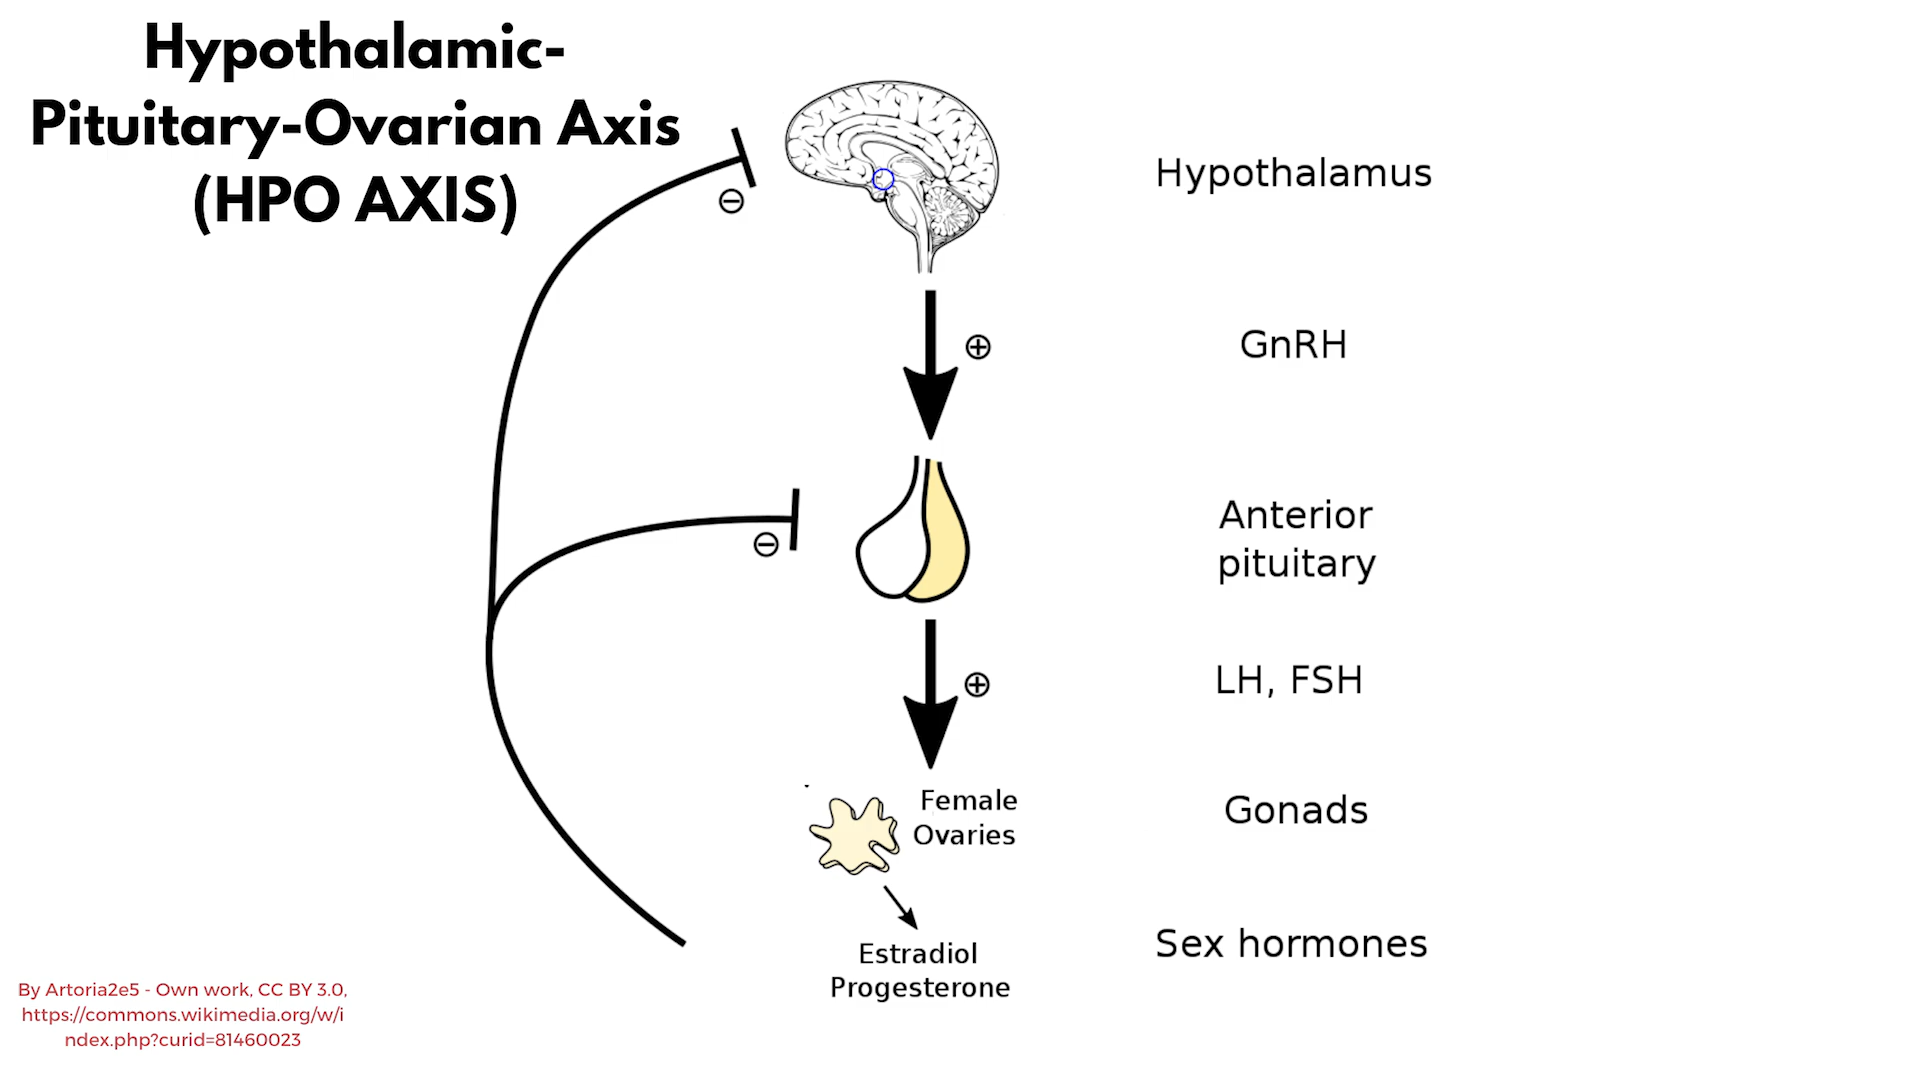 Hypothalamic-
Pituitary-Ovarian Axis
(HPO AXIS)
Hypothalamus
GnRH
Anterior
pituitary
LH, FSH
Female
Ovaries
Gonads
Estradiol
Progesterone
Sex hormones
By Artoria2e5 - Own work, CC BY 3.0,
https://commons.wikimedia.org/w/i
ndex.php?curid=81460023